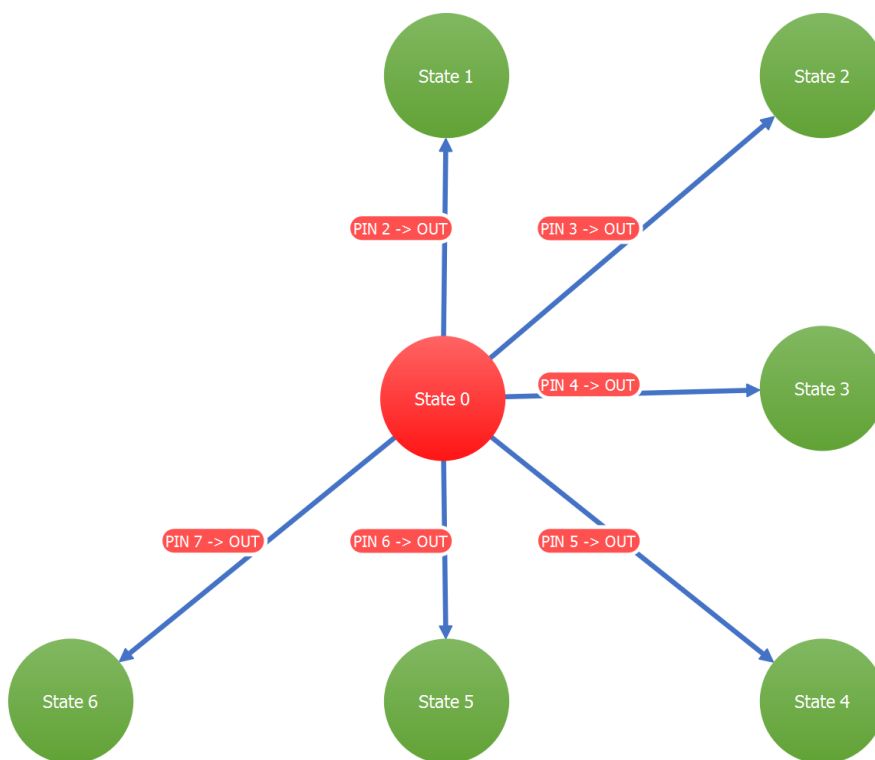 State 1
State 2
PIN 2 -> OUT
PIN 3 -> OUT
State 0
PIN 4 -> OUT
State 3
PIN 7 -> OUT
PIN 6 -> OUT
PIN 5 -> OUT
State 6
State 5
State 4